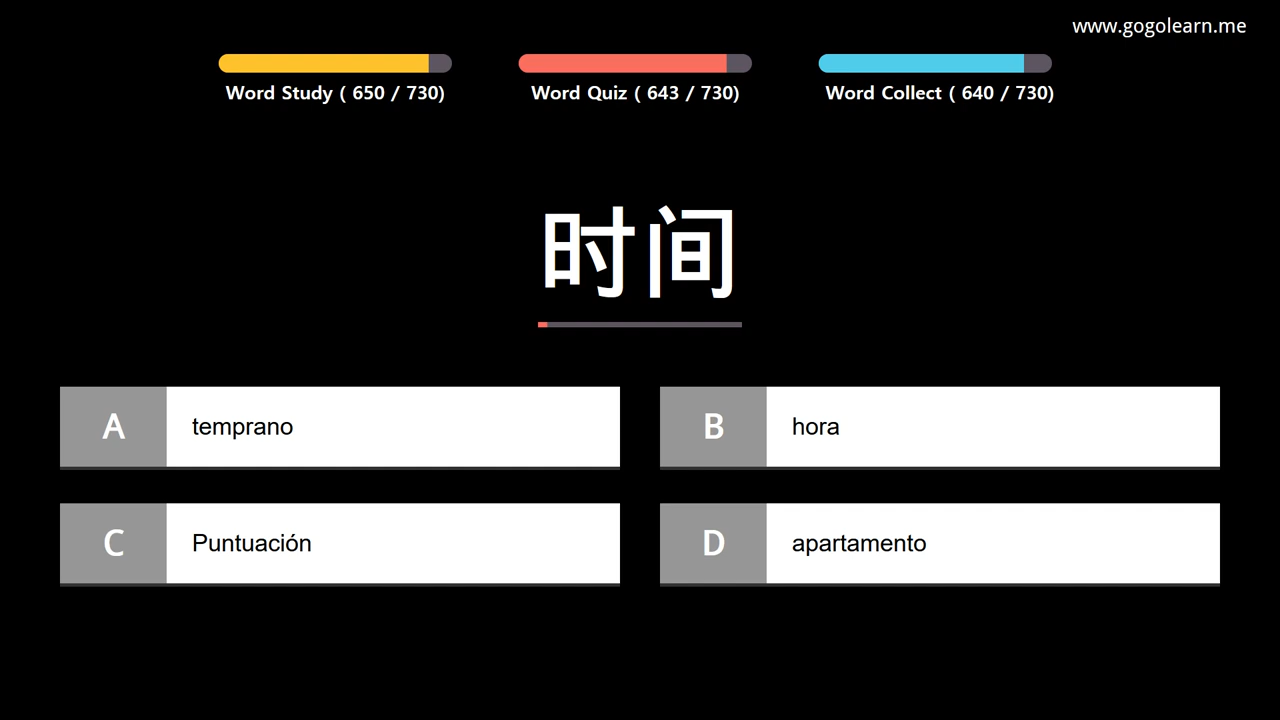 www.gogolearn.me
Word Study ( 650 / 730)
Word Quiz ( 643 / 730)
Word Collect ( 640 / 730)
时间
A temprano
B hora
C Puntuación
D apartamento